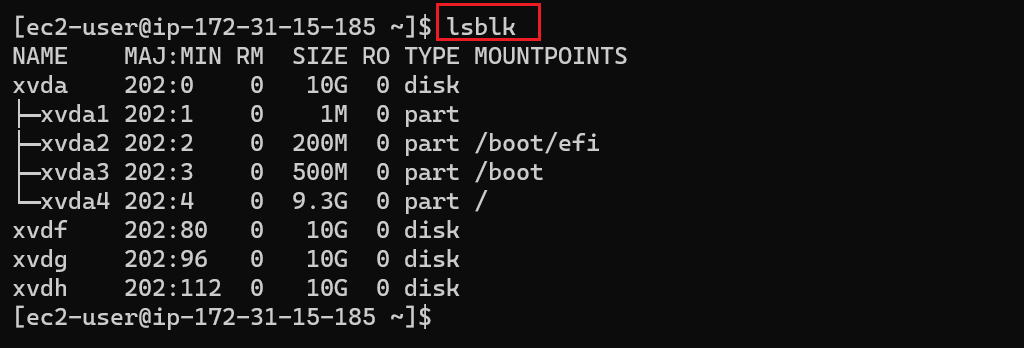 [ec2-user@ip-172-31-15-185 ~]$ lsblk
NAME    MAJ:MIN RM  SIZE RO TYPE MOUNTPOINTS
xvda    202:0    0   10G  0 disk
├─xvda1 202:1    0    1M  0 part
├─xvda2 202:2    0  200M  0 part /boot/efi
├─xvda3 202:3    0  500M  0 part /boot
└─xvda4 202:4    0  9.3G  0 part /
xvdf    202:80   0   10G  0 disk
xvdg    202:96   0   10G  0 disk
xvdh    202:112  0   10G  0 disk
[ec2-user@ip-172-31-15-185 ~]$